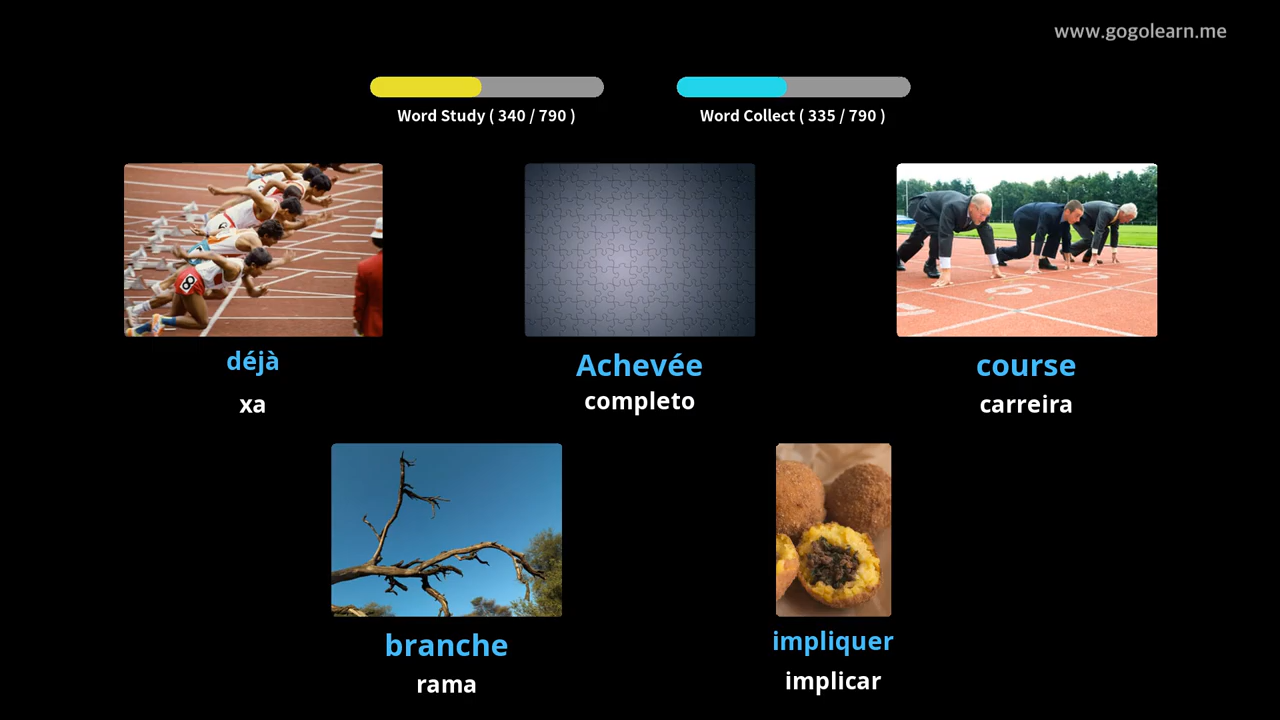 www.gogolearn.me
Word Study ( 340 / 790 )
Word Collect ( 335 / 790 )
déjà
xa
Achevée
completo
course
carreira
branche
rama
impliquer
implicar
8